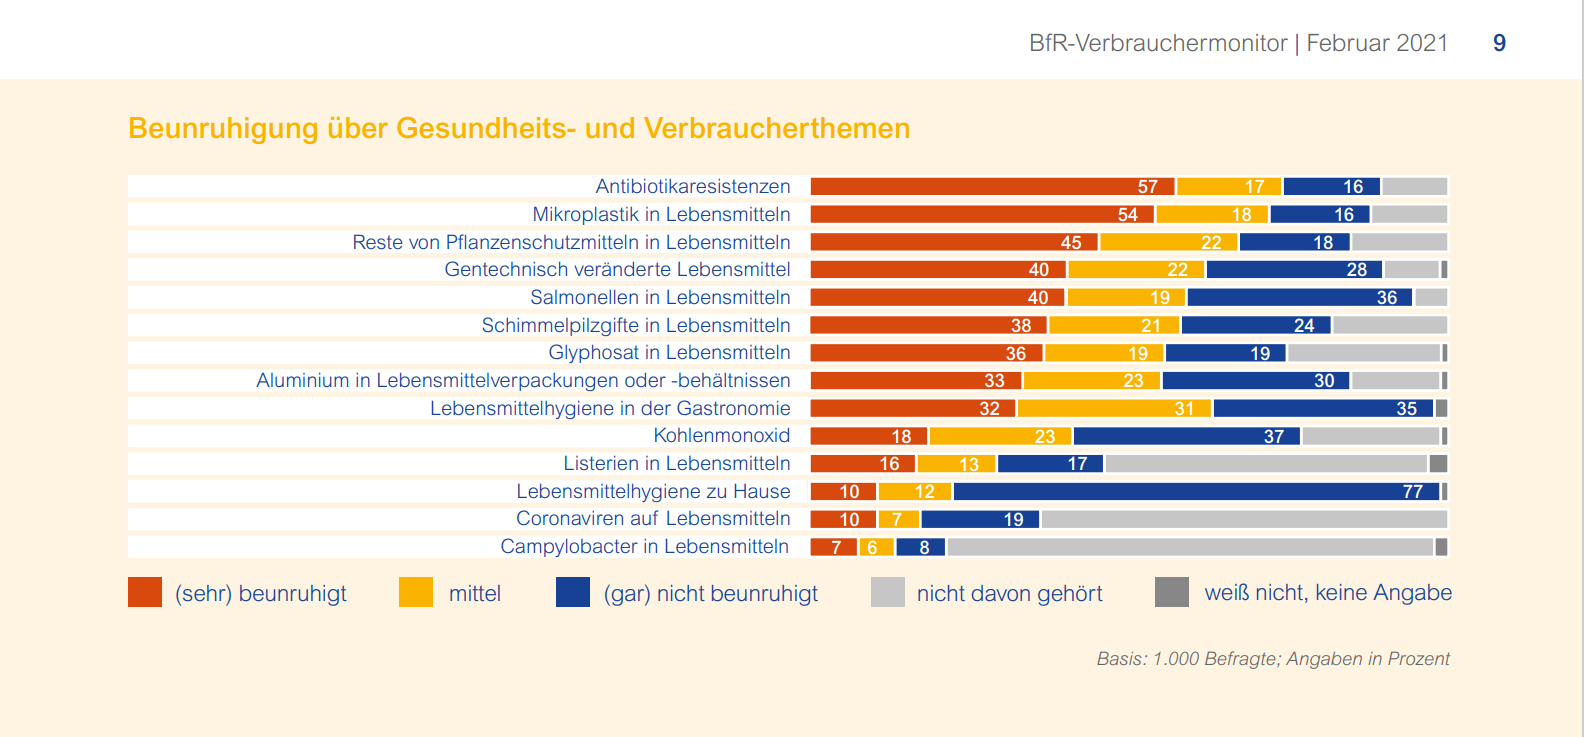 BfR-Verbrauchermonitor | Februar 2021 9
Beunruhigung über Gesundheits- und Verbraucherthemen
Antibiotikaresistenzen 57 17 16
Mikroplastik in Lebensmitteln 54 18 16
Reste von Pflanzenschutzmitteln in Lebensmitteln 45 22 18
Gentechnisch veränderte Lebensmittel 40 22 28
Salmonellen in Lebensmitteln 40 19 36
Schimmelpilzgifte in Lebensmitteln 38 21 24
Glyphosat in Lebensmitteln 36 19 19
Aluminium in Lebensmittelverpackungen oder -behältnissen 33 23 30
Lebensmittelhygiene in der Gastronomie 32 31 35
Kohlenmonoxid 18 23 37
Listerien in Lebensmitteln 16 13 17
Lebensmittelhygiene zu Hause 10 12 77
Coronaviren auf Lebensmitteln 10 7 19
Campylobacter in Lebensmitteln 7 6 8
(sehr) beunruhigt mittel (gar) nicht beunruhigt nicht davon gehört weiß nicht, keine Angabe
Basis: 1.000 Befragte; Angaben in Prozent